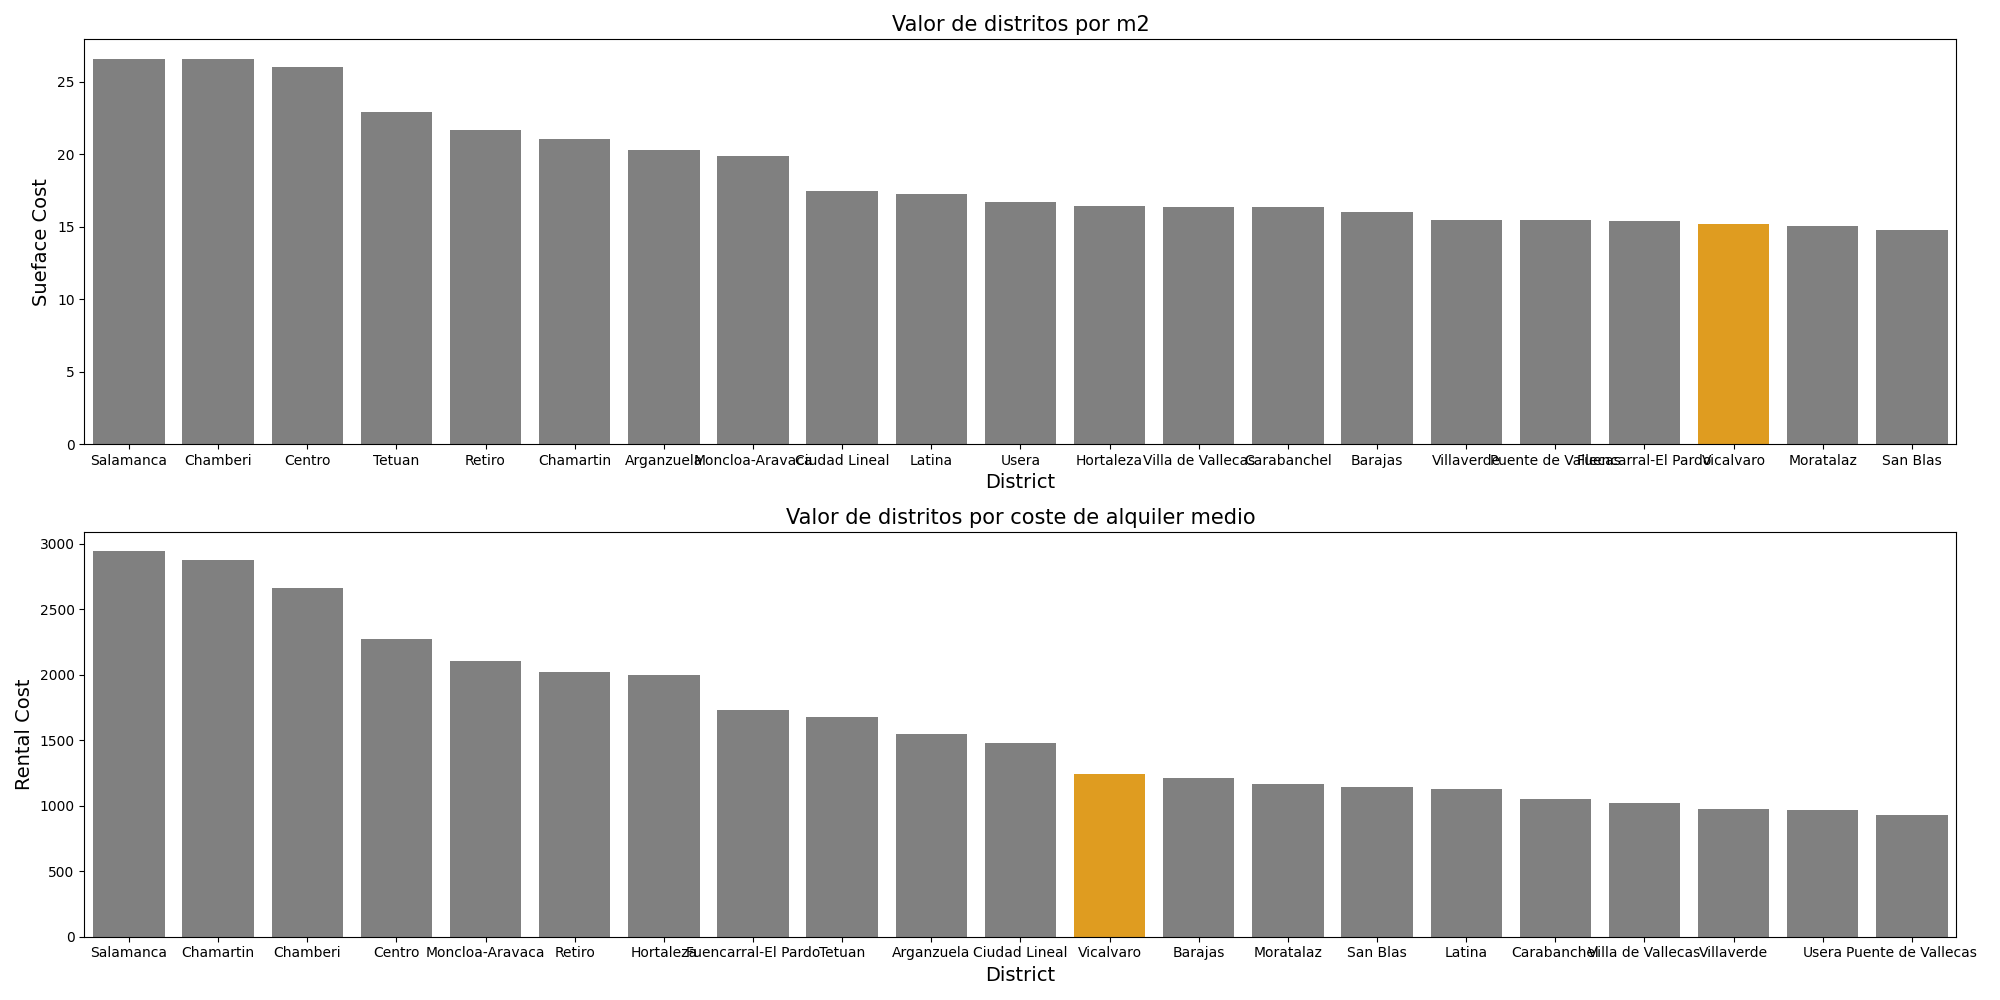 Valor de distritos por m2
Sueface Cost
25
20
15
10
5
0
Salamanca Chamberi Centro Tetuan Retiro Chamartin Arganzuela Moncloa-Aravaca Ciudad Lineal Latina Usera Hortaleza Villa de Vallecas Carabanchel Barajas Villaverde Puente de Vallecas Fuencarral-El Pardo Vicalvaro Moratalaz San Blas
District
Valor de distritos por coste de alquiler medio
Rental Cost
3000
2500
2000
1500
1000
500
0
Salamanca Chamartin Chamberi Centro Moncloa-Aravaca Retiro Hortaleza Fuencarral-El Pardo Tetuan Arganzuela Ciudad Lineal Vicalvaro Barajas Moratalaz San Blas Latina Carabanchel Villa de Vallecas Villaverde Usera Puente de Vallecas
District